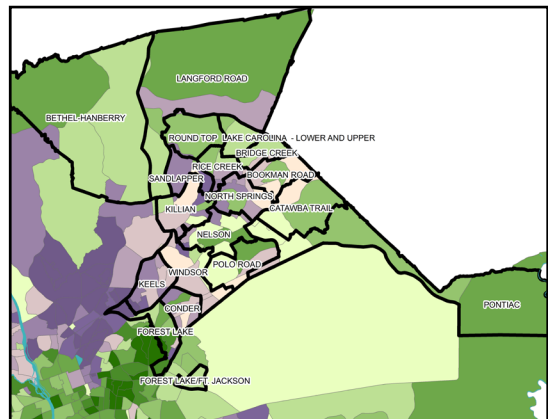 LANGFORD ROAD
BETHEL-HANBERRY
ROUND TOP
LAKE CAROLINA - LOWER AND UPPER
BRIDGE CREEK
RICE CREEK
SANDLAPPER
BOOKMAN ROAD
NORTH SPRINGS
KILLIAN
CATAWBA TRAIL
NELSON
POLO ROAD
WINDSOR
KEELS
PONTIAC
CONDER
FOREST LAKE
FOREST LAKE/FT. JACKSON